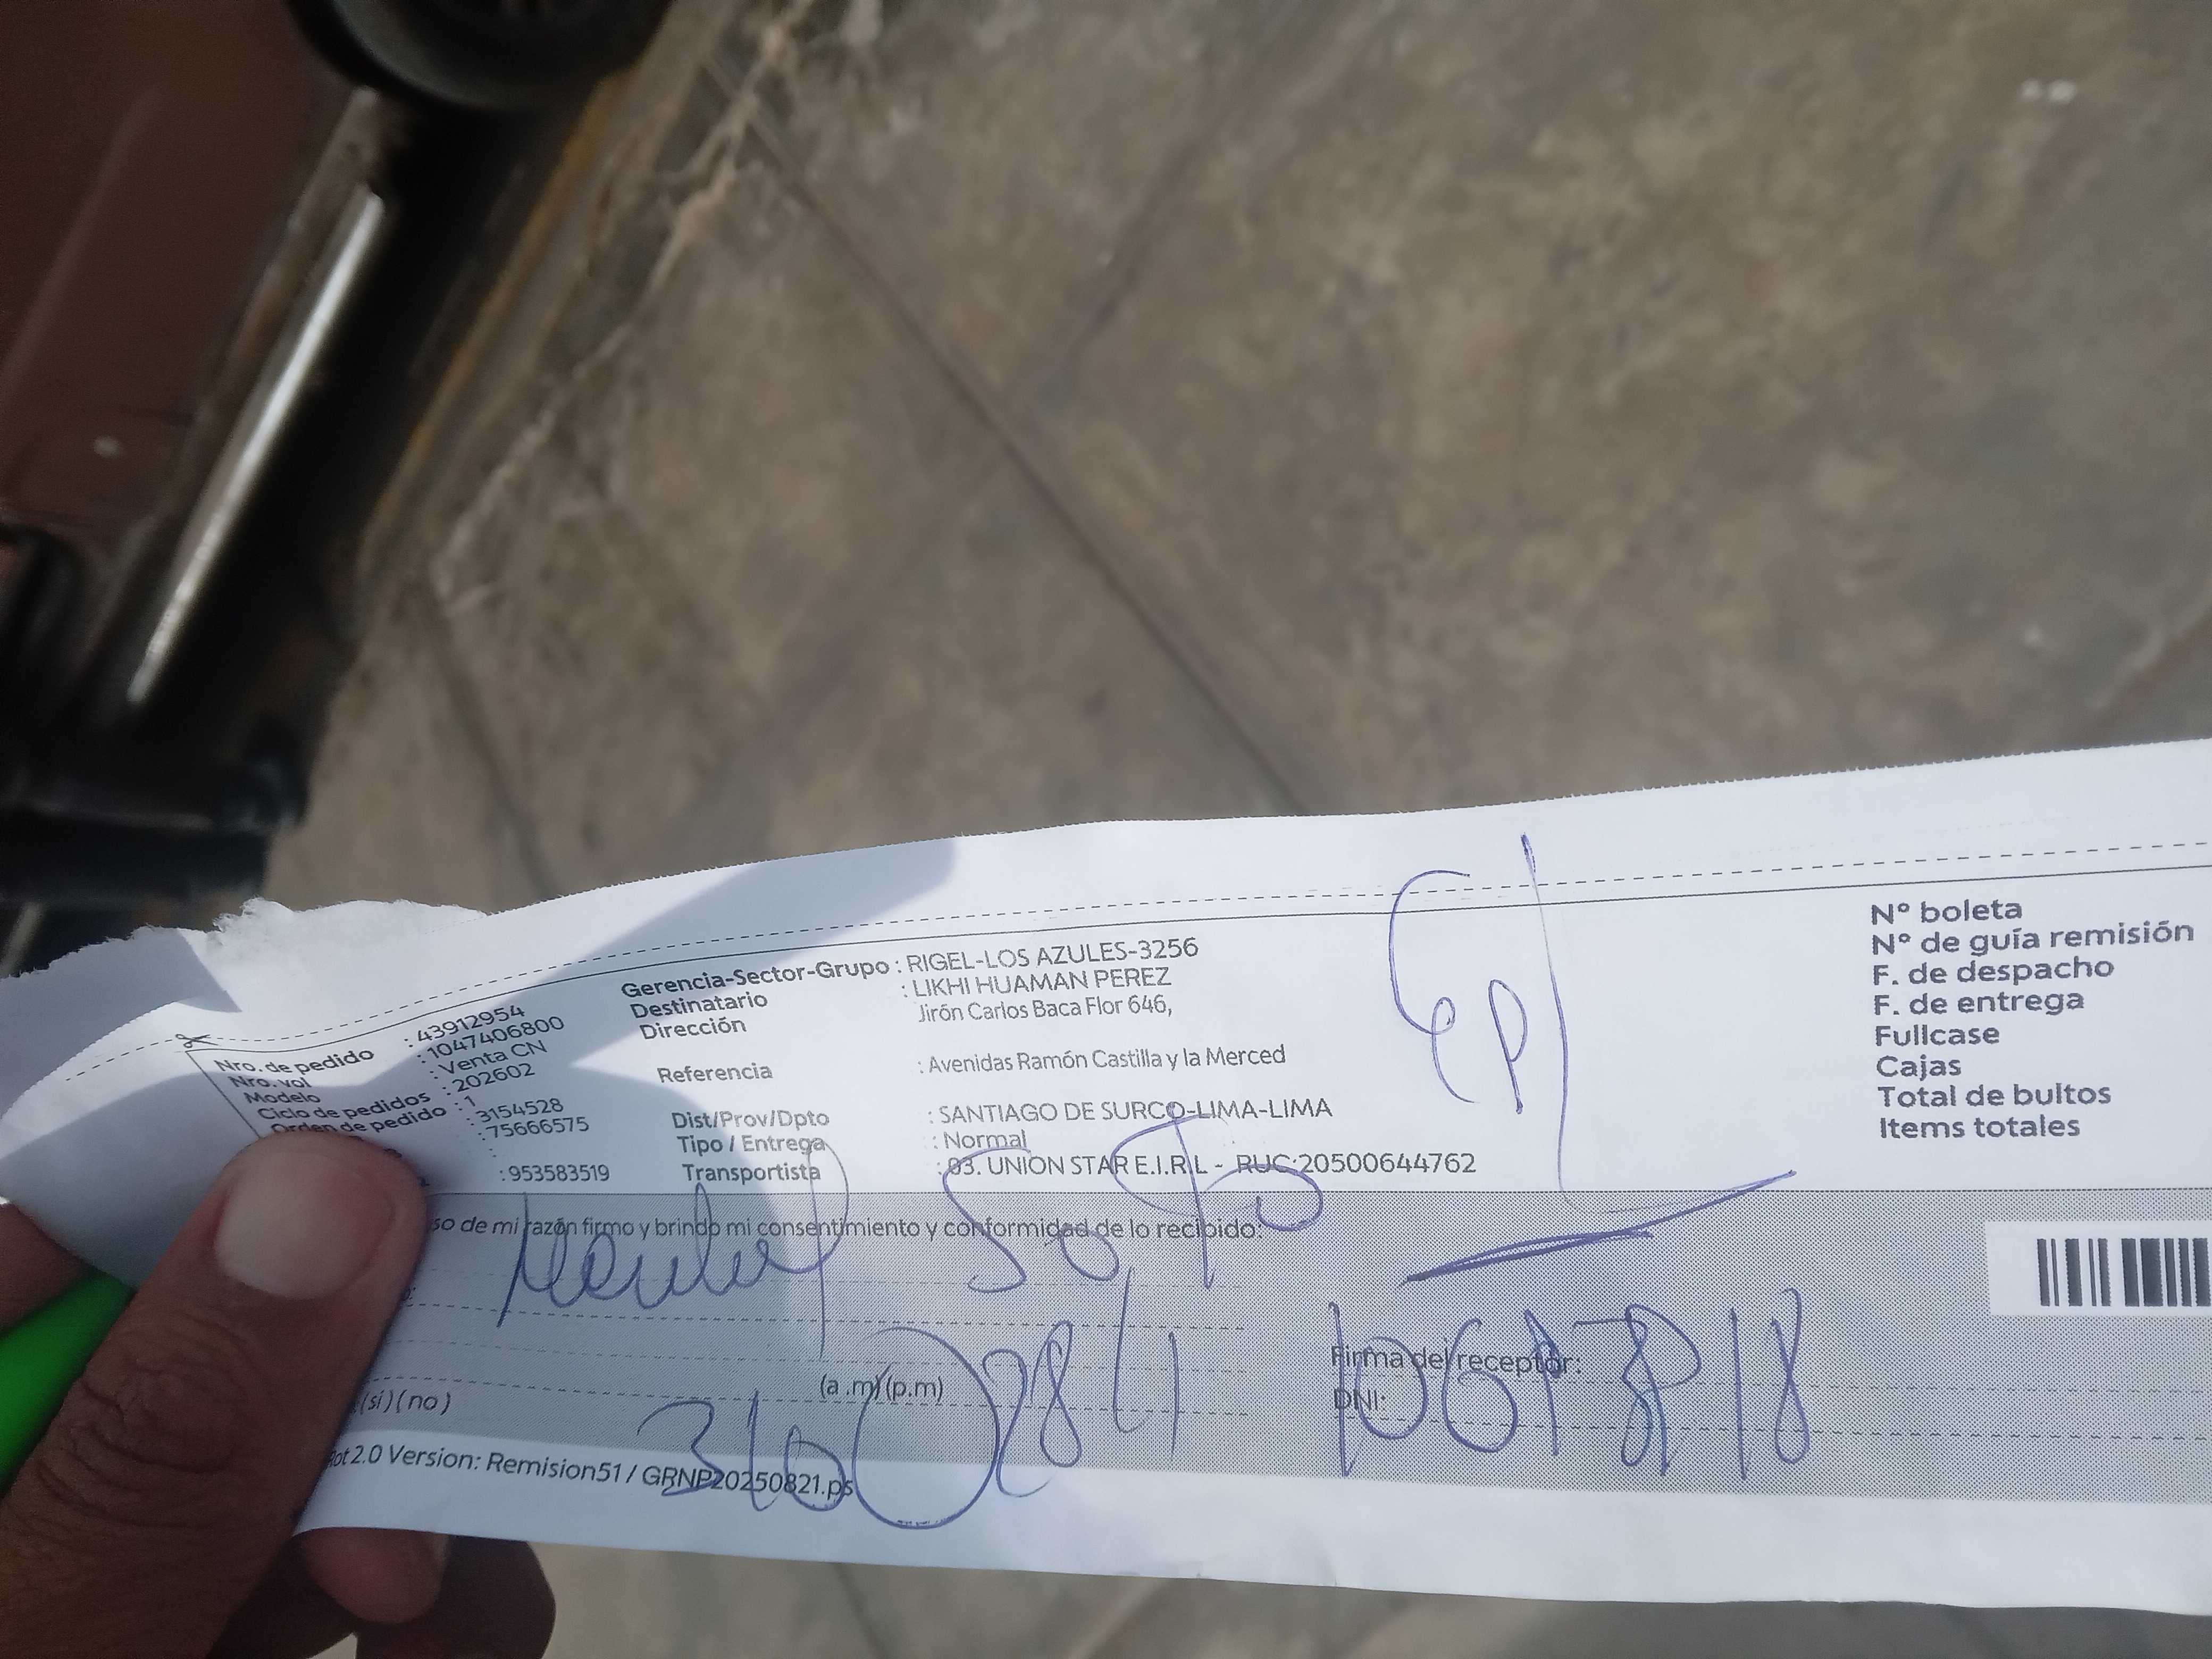 Nro. de pedido : 43912954
Nro. vol : 1047406800
Modelo : Venta CN
Ciclo de pedidos : 202602
Orden de pedido : 1
: 3154528
: 75666575
:
: 953583519
Gerencia-Sector-Grupo : RIGEL-LOS AZULES-3256
Destinatario : LIKHI HUAMAN PEREZ
Dirección Jirón Carlos Baca Flor 646,
Referencia : Avenidas Ramón Castilla y la Merced
Dist/Prov/Dpto : SANTIAGO DE SURCO-LIMA-LIMA
Tipo / Entrega : Normal
Transportista : 03. UNION STAR E.I.R.L - RUC:20500644762
N° boleta
N° de guía remisión
F. de despacho
F. de entrega
Fullcase
Cajas
Total de bultos
Items totales
so de mi razón firmo y brindo mi consentimiento y conformidad de lo recibido:
Soto
(a.m)(p.m)
Firma del receptor:
(si)(no)
DNI:
2.0 Version: Remision51 / GRNP20250821.ps